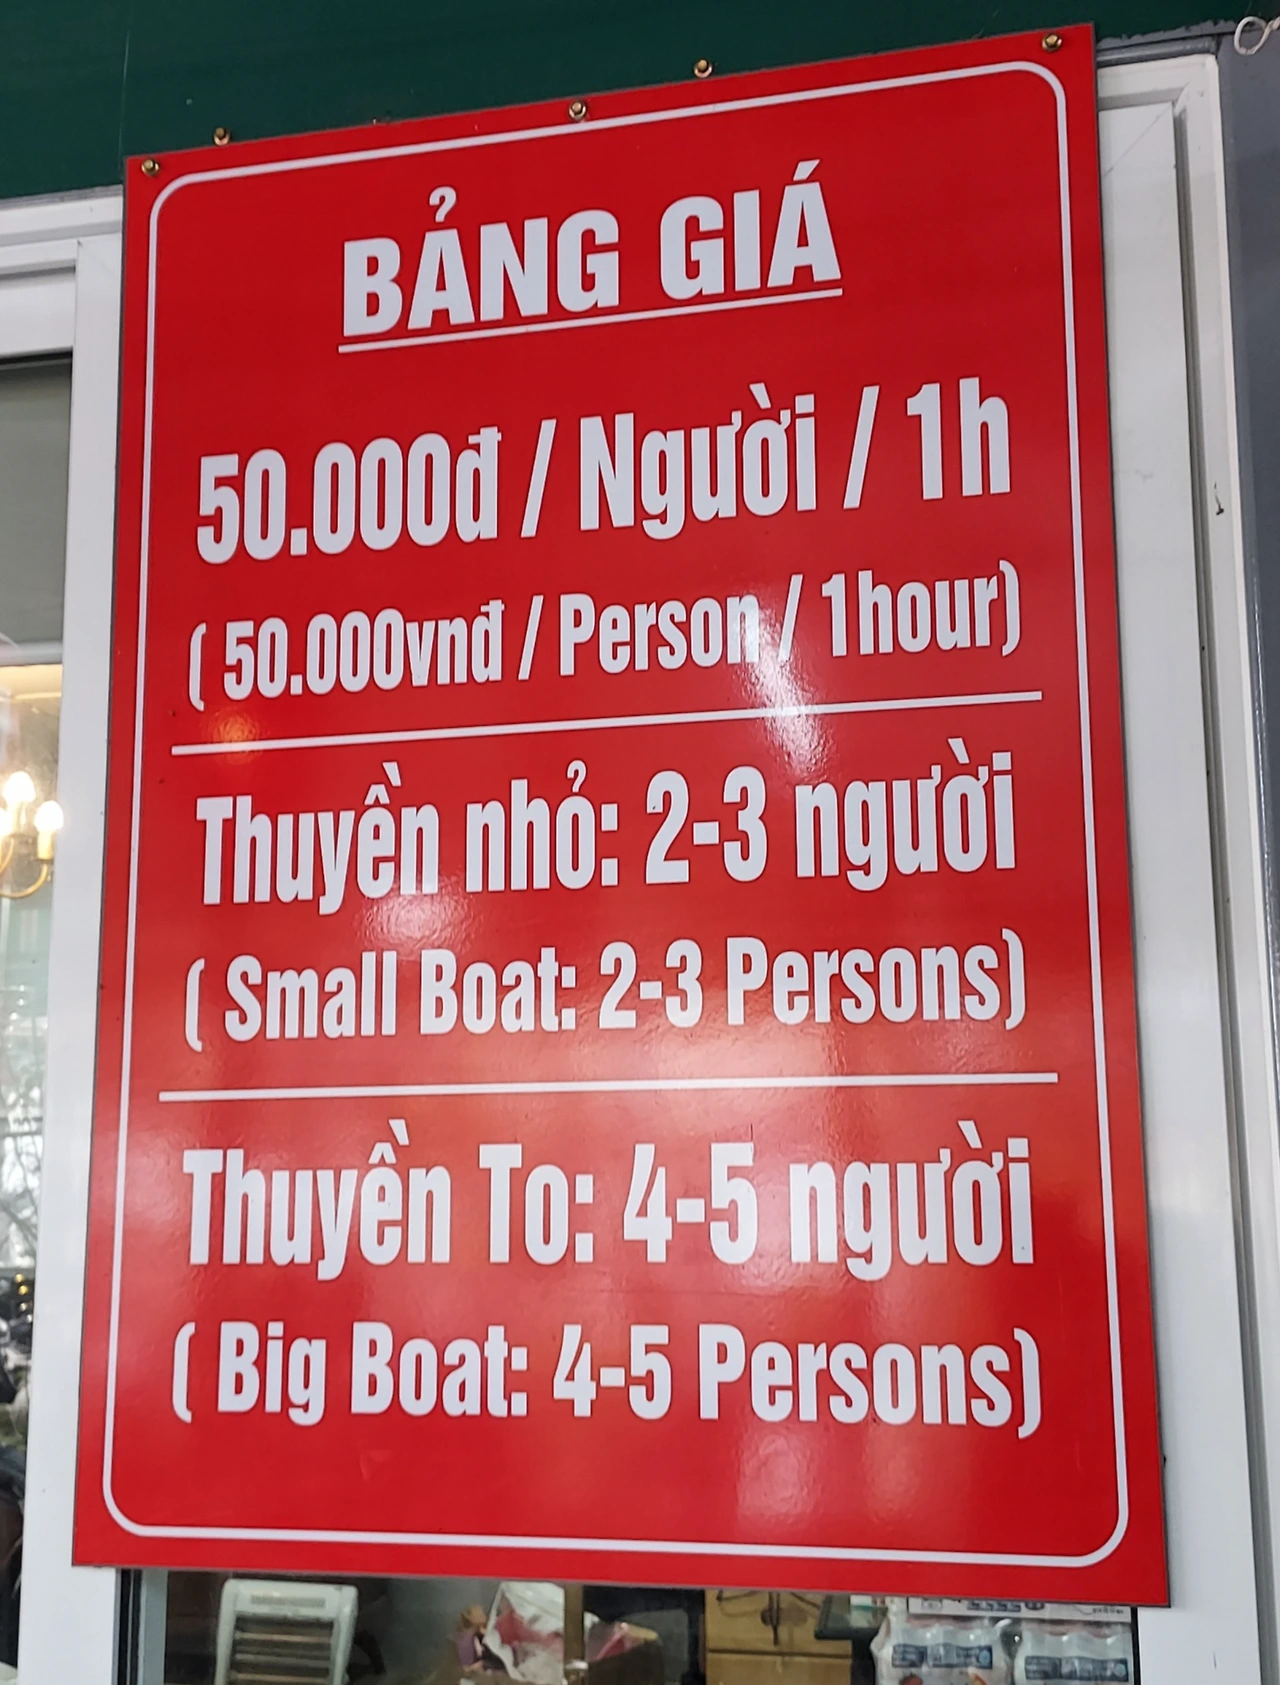 BẢNG GIÁ
50.000đ / Người / 1h
( 50.000vnđ / Person / 1hour)
Thuyền nhỏ: 2-3 người
( Small Boat: 2-3 Persons)
Thuyền To: 4-5 người
( Big Boat: 4-5 Persons)